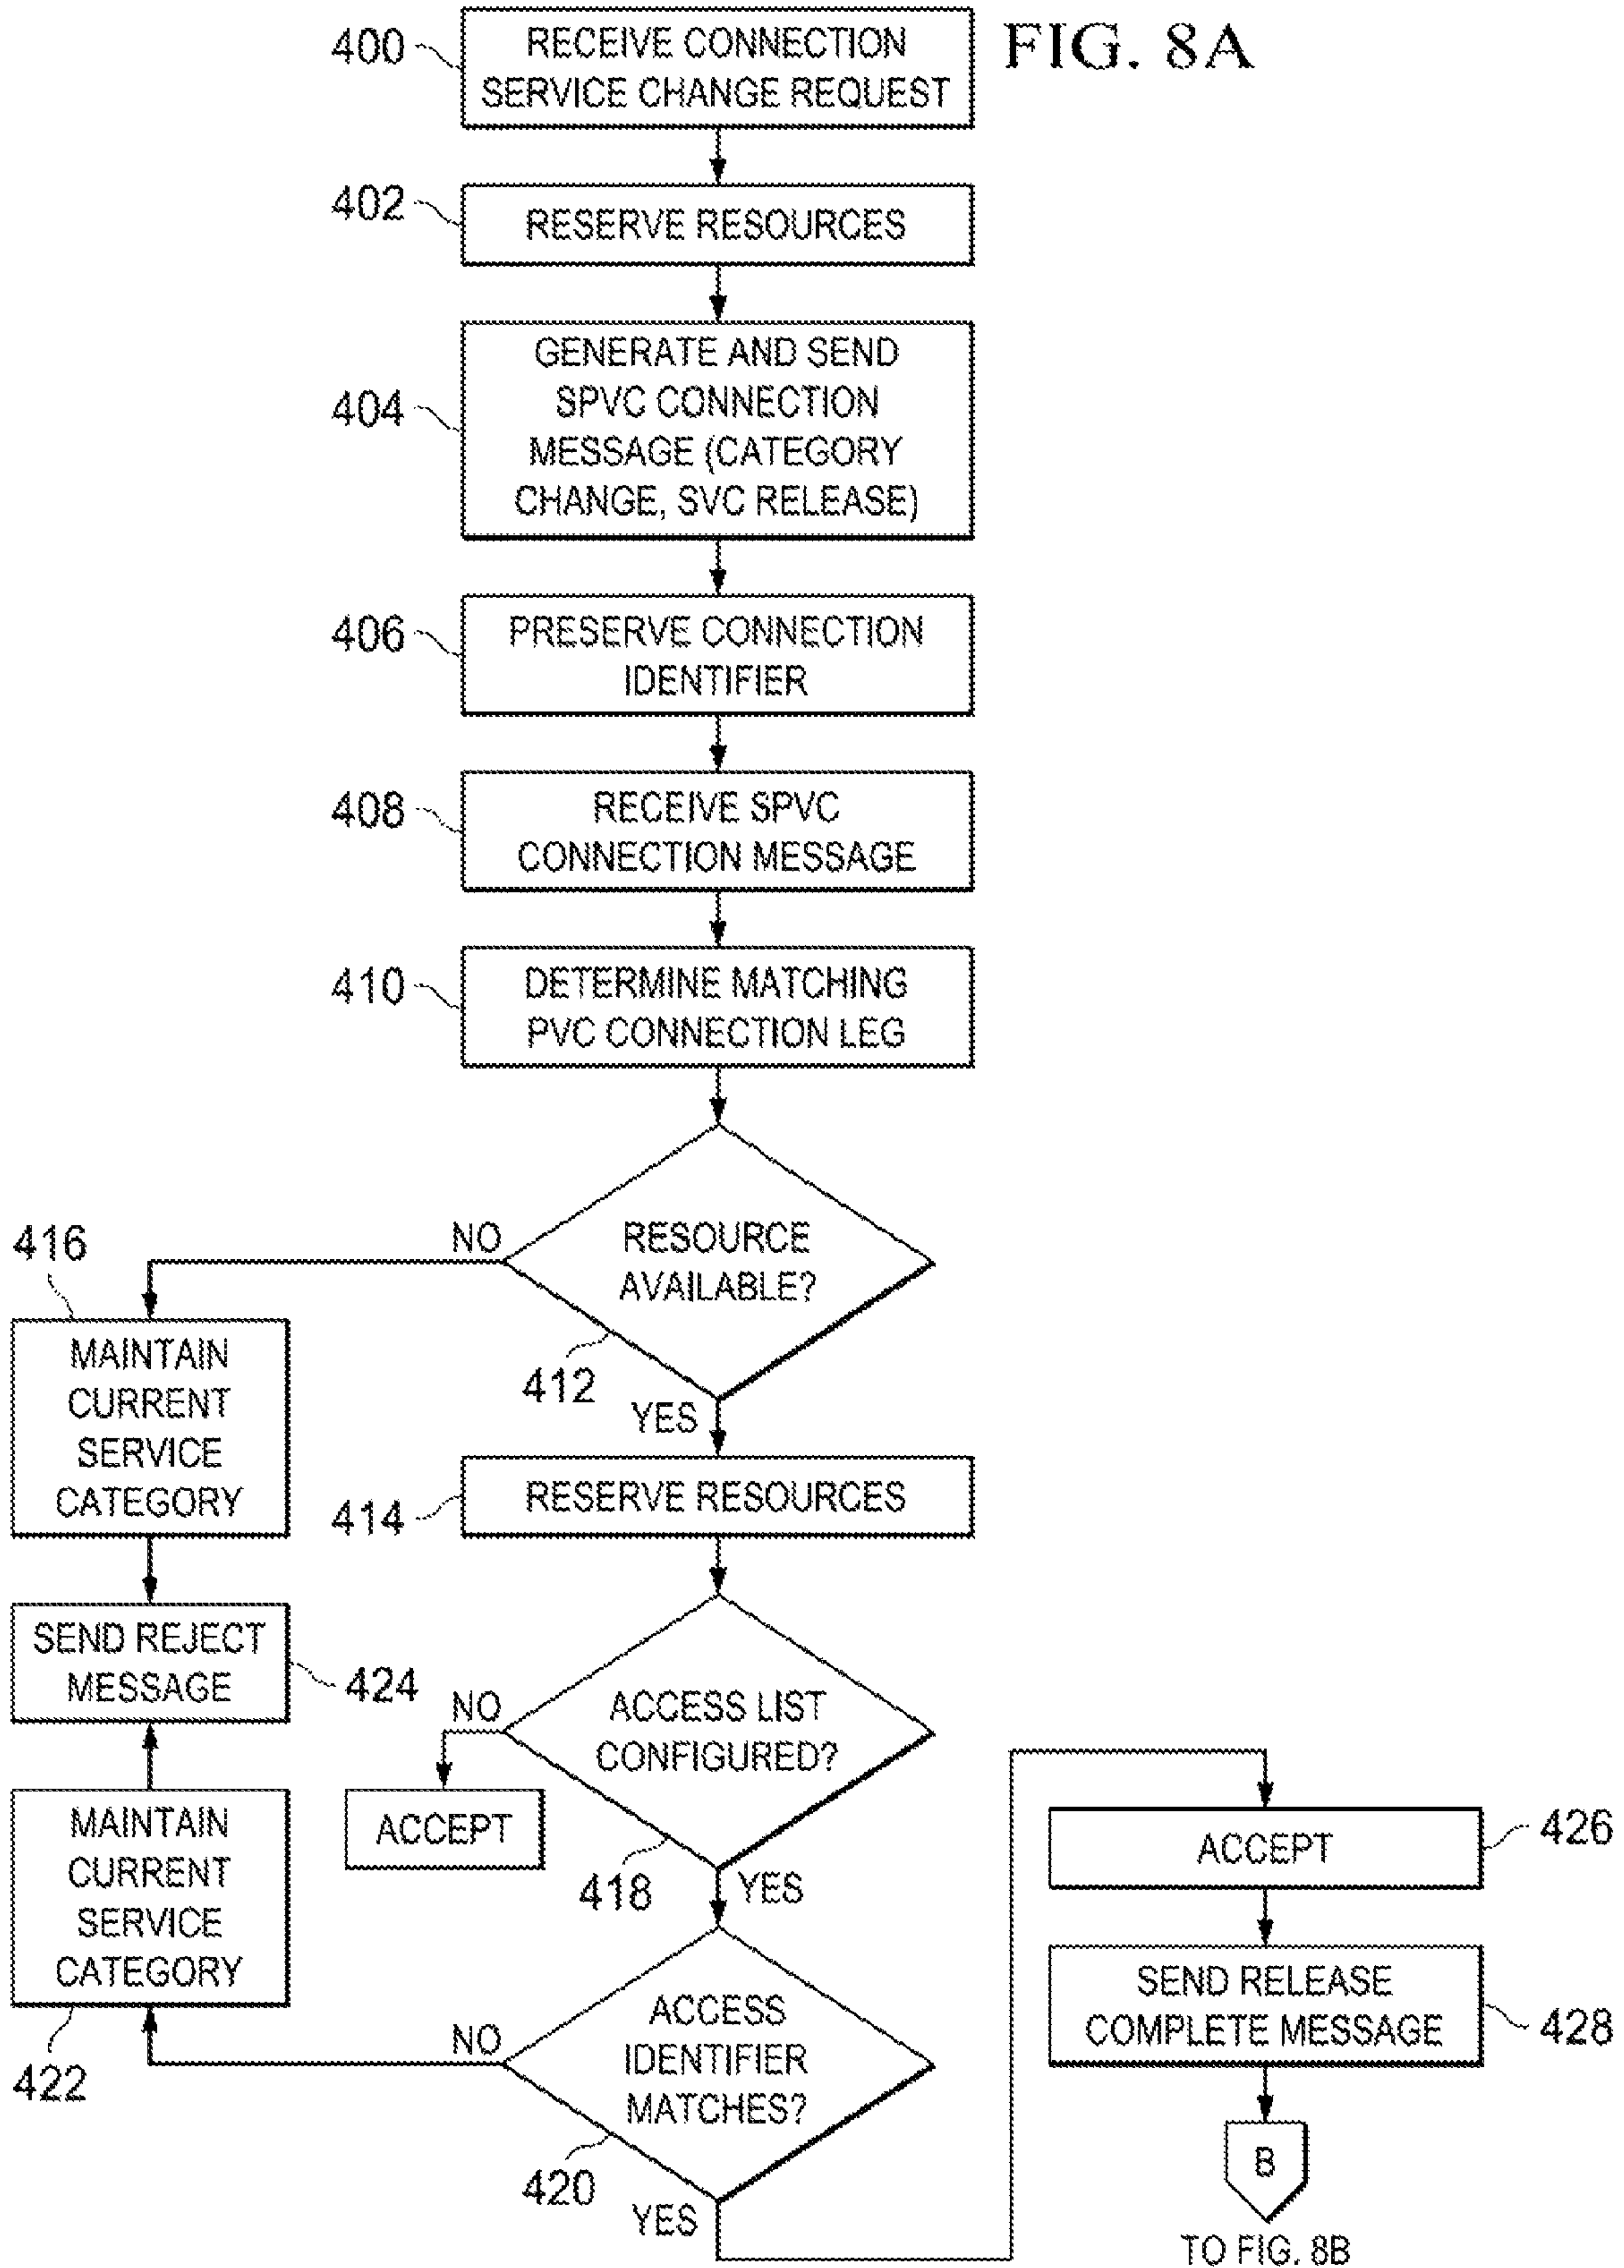 FIG. 8A
400
RECEIVE CONNECTION
SERVICE CHANGE REQUEST
402
RESERVE RESOURCES
404
GENERATE AND SEND
SPVC CONNECTION
MESSAGE (CATEGORY
CHANGE, SVC RELEASE)
406
PRESERVE CONNECTION
IDENTIFIER
408
RECEIVE SPVC
CONNECTION MESSAGE
410
DETERMINE MATCHING
PVC CONNECTION LEG
RESOURCE
AVAILABLE?
412
NO
YES
416
MAINTAIN
CURRENT
SERVICE
CATEGORY
414
RESERVE RESOURCES
SEND REJECT
MESSAGE
424
ACCESS LIST
CONFIGURED?
418
NO
ACCEPT
YES
MAINTAIN
CURRENT
SERVICE
CATEGORY
422
ACCESS
IDENTIFIER
MATCHES?
420
NO
YES
ACCEPT
426
SEND RELEASE
COMPLETE MESSAGE
428
B
TO FIG. 8B